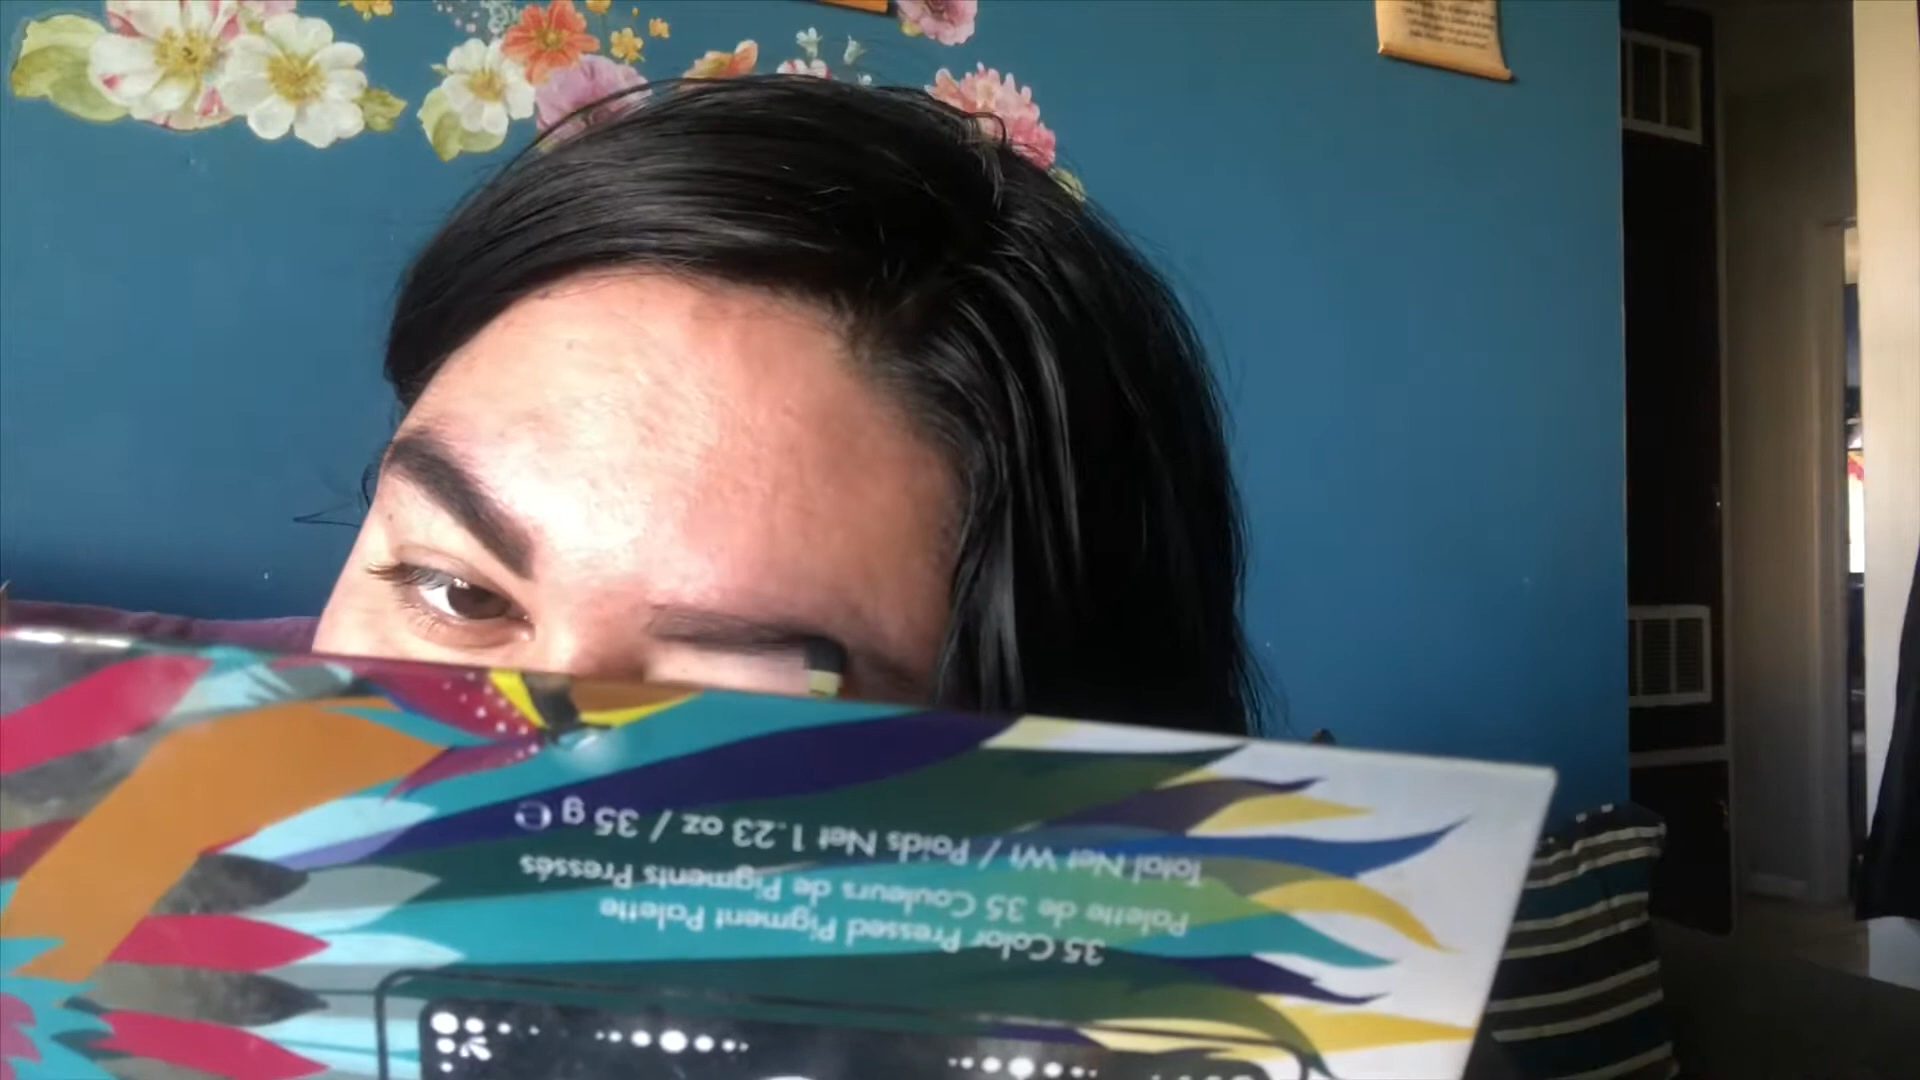 35 Color Pressed Pigment Palette
Palette de 35 Couleurs de Pigments Pressés
Total Net Wt / Poids Net 1.23 oz / 35 g ℮